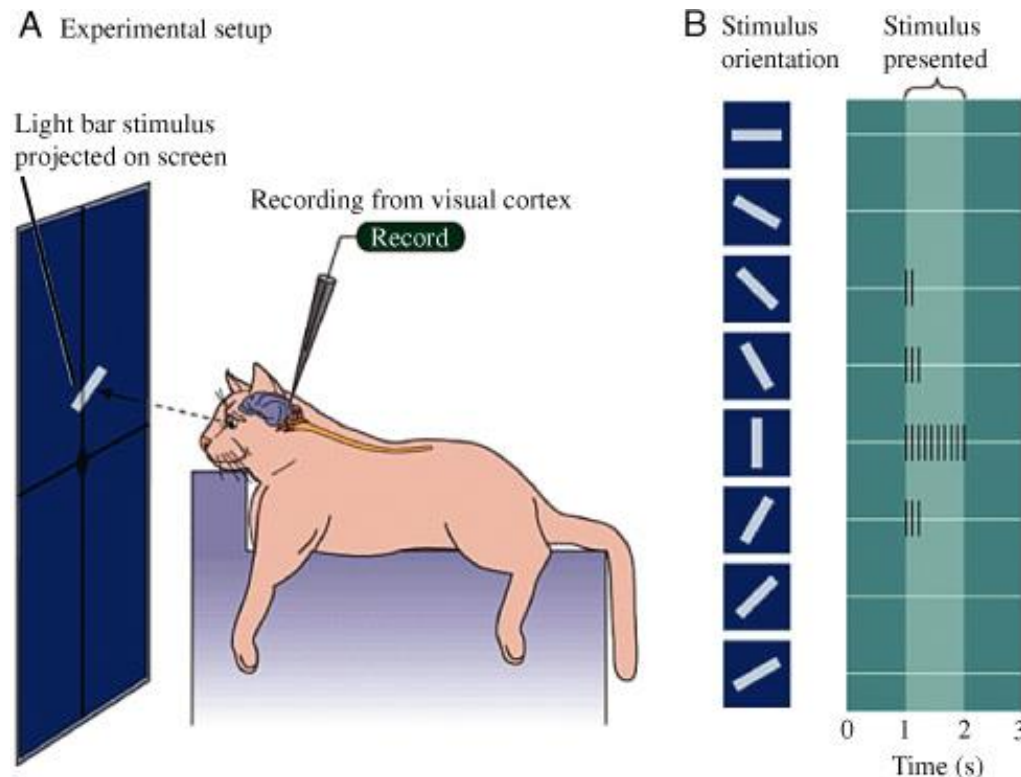 A Experimental setup
Light bar stimulus
projected on screen
Recording from visual cortex
Record
B Stimulus
orientation
Stimulus
presented
0 1 2 3
Time (s)